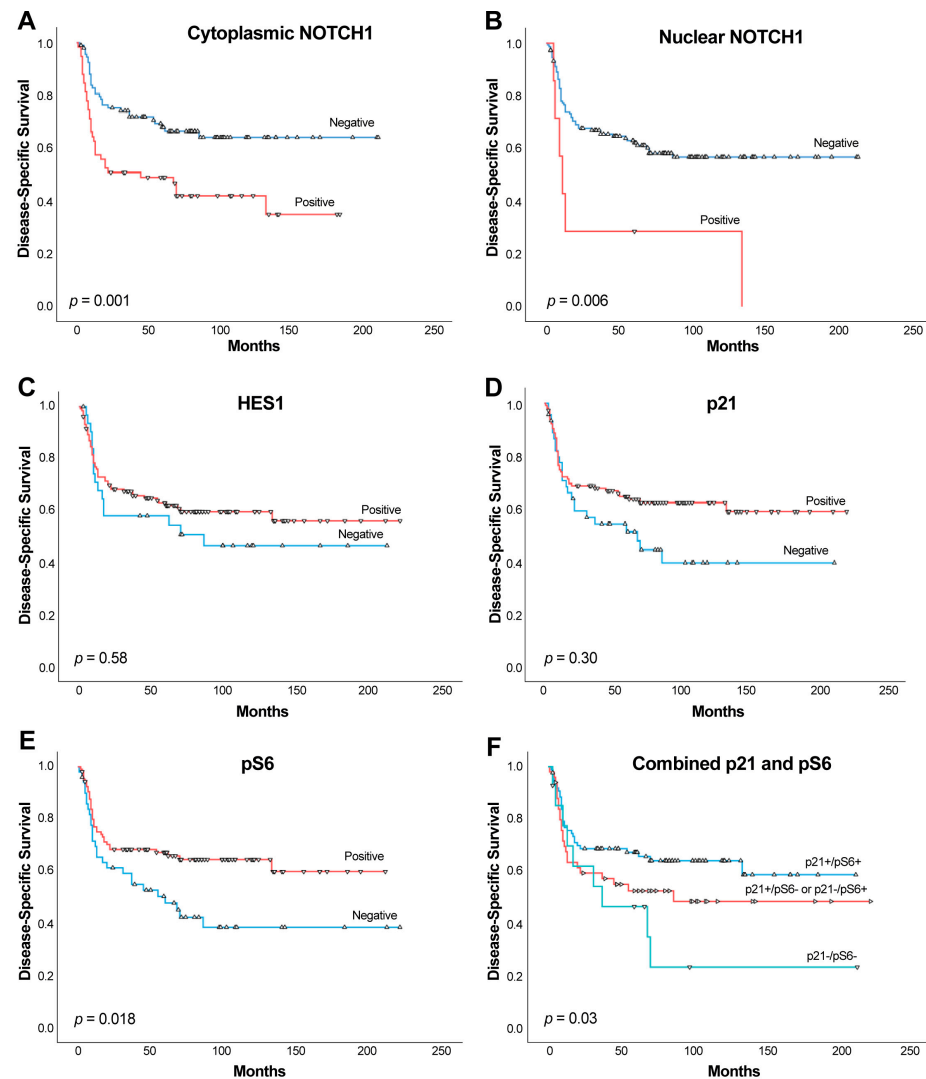 A
Cytoplasmic NOTCH1
Disease-Specific Survival
1.0
0.8
0.6
0.4
0.2
0.0
Negative
Positive
p = 0.001
0 50 100 150 200 250
Months
B
Nuclear NOTCH1
Disease-Specific Survival
1.0
0.8
0.6
0.4
0.2
0.0
Negative
Positive
p = 0.006
0 50 100 150 200 250
Months
C
HES1
Disease-Specific Survival
1.0
0.8
0.6
0.4
0.2
0.0
Positive
Negative
p = 0.58
0 50 100 150 200 250
Months
D
p21
Disease-Specific Survival
1.0
0.8
0.6
0.4
0.2
0.0
Positive
Negative
p = 0.30
0 50 100 150 200 250
Months
E
pS6
Disease-Specific Survival
1.0
0.8
0.6
0.4
0.2
0.0
Positive
Negative
p = 0.018
0 50 100 150 200 250
Months
F
Combined p21 and pS6
Disease-Specific Survival
1.0
0.8
0.6
0.4
0.2
0.0
p21+/pS6+
p21+/pS6- or p21-/pS6+
p21-/pS6-
p = 0.03
0 50 100 150 200 250
Months